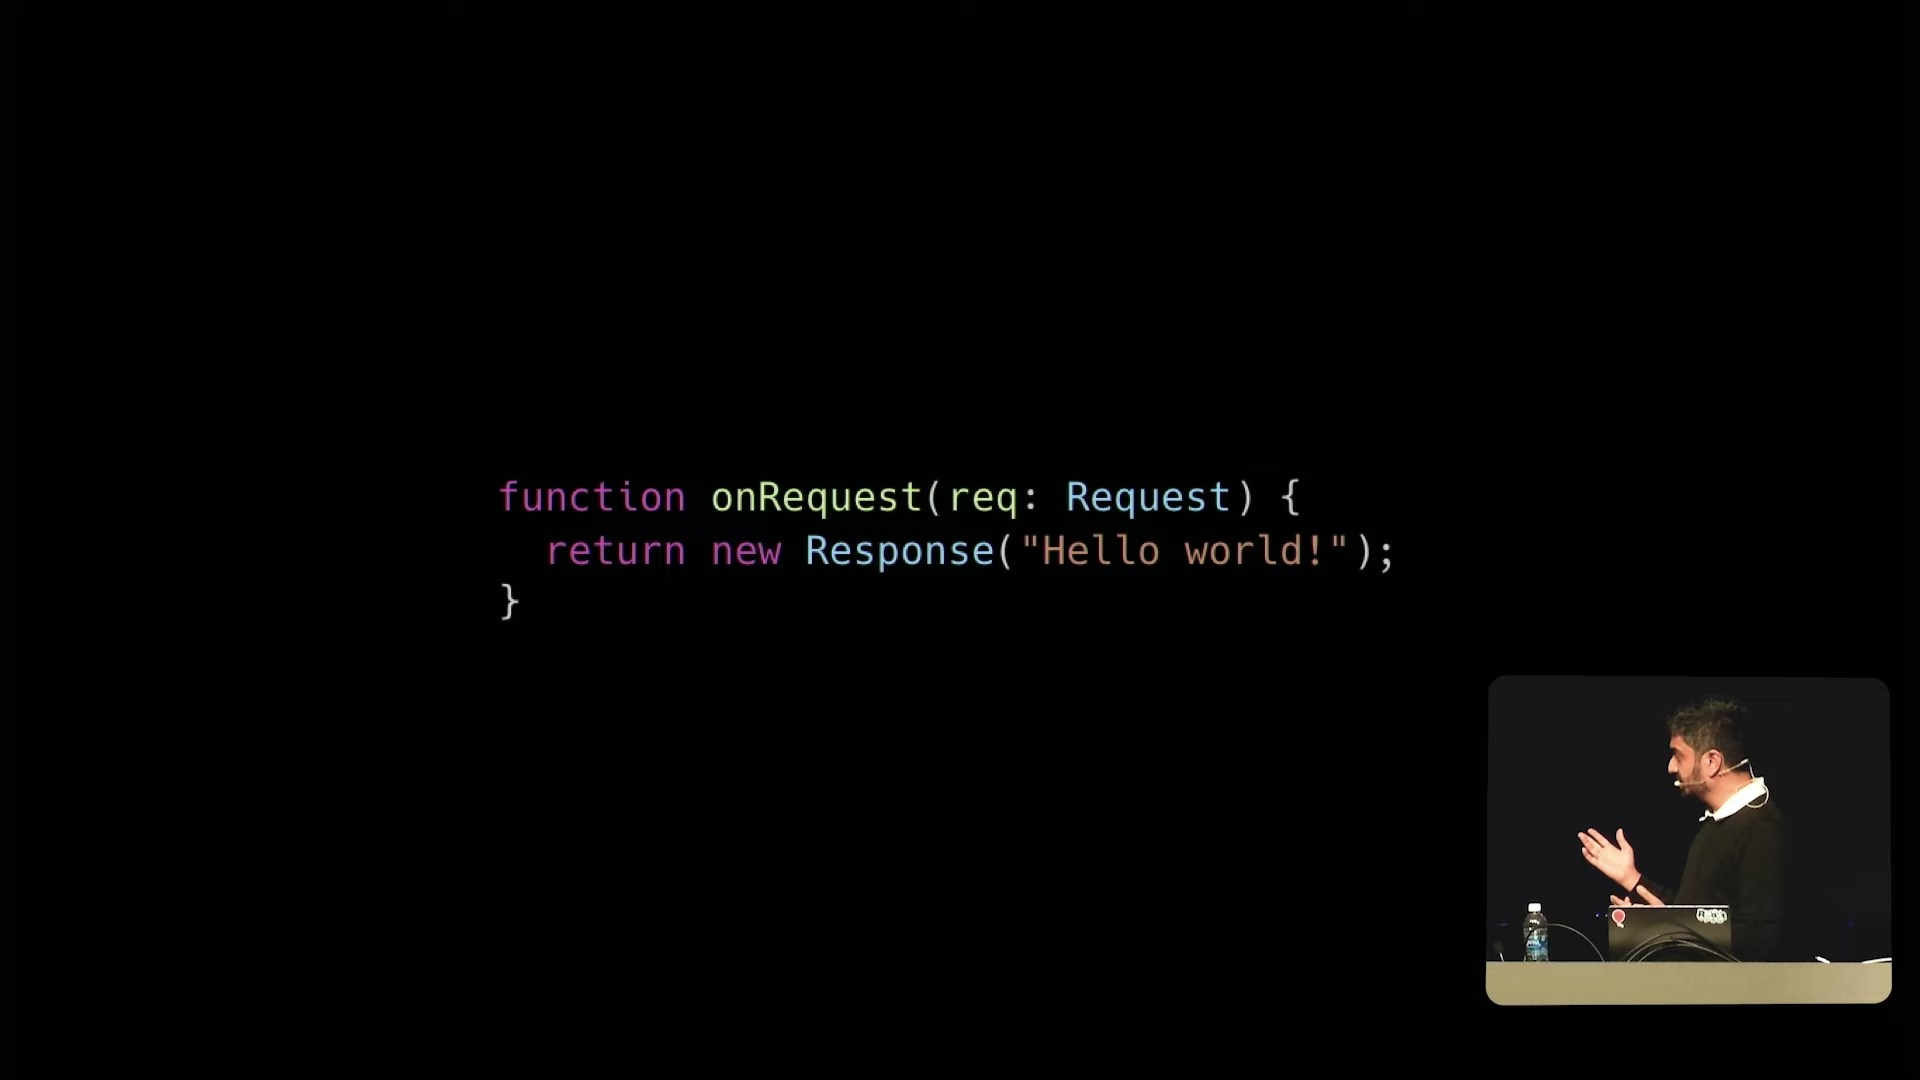 function onRequest(req: Request) {
  return new Response("Hello world!");
}